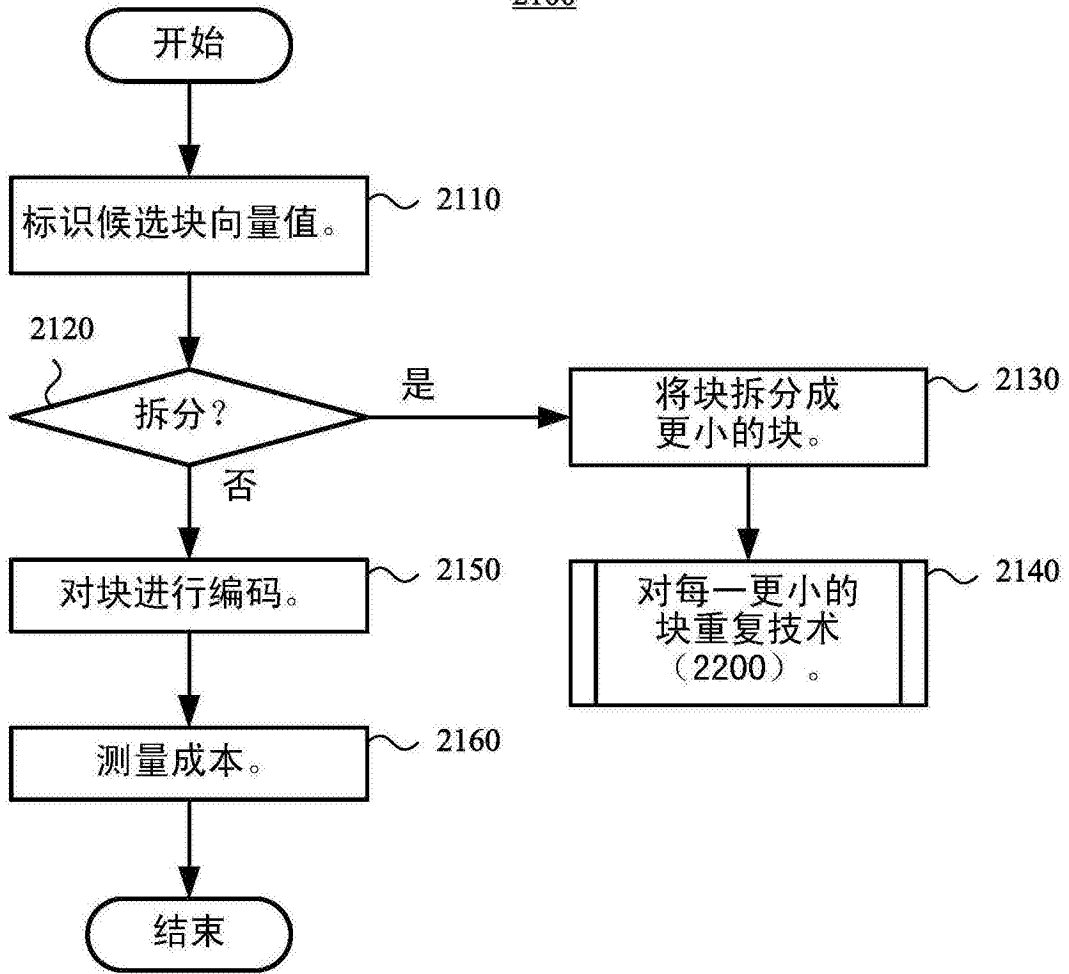 开始
标识候选块向量值。
2110
2120
拆分？
是
否
将块拆分成
更小的块。
2130
对每一更小的
块重复技术
（2200）。
2140
对块进行编码。
2150
测量成本。
2160
结束